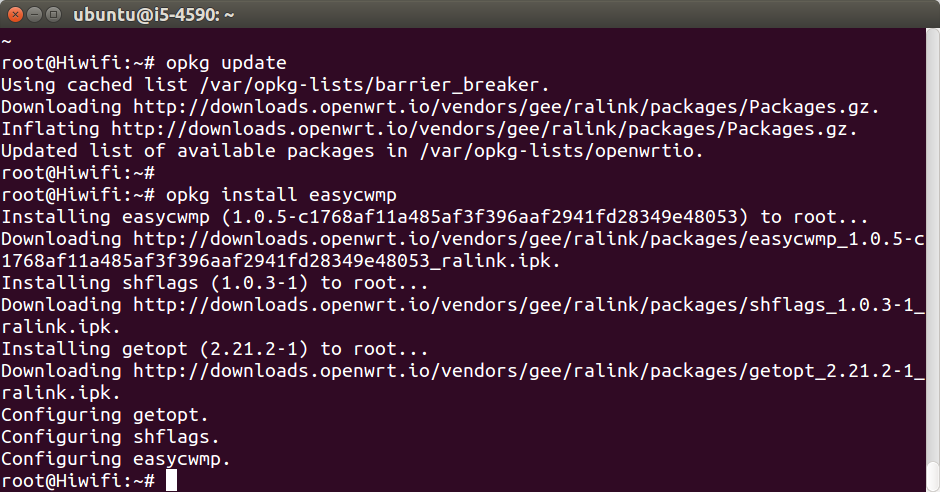 ubuntu@i5-4590: ~
~
root@Hiwifi:~# opkg update
Using cached list /var/opkg-lists/barrier_breaker.
Downloading http://downloads.openwrt.io/vendors/gee/ralink/packages/Packages.gz.
Inflating http://downloads.openwrt.io/vendors/gee/ralink/packages/Packages.gz.
Updated list of available packages in /var/opkg-lists/openwrtio.
root@Hiwifi:~#
root@Hiwifi:~# opkg install easycwmp
Installing easycwmp (1.0.5-c1768af11a485af3f396aaf2941fd28349e48053) to root...
Downloading http://downloads.openwrt.io/vendors/gee/ralink/packages/easycwmp_1.0.5-c
1768af11a485af3f396aaf2941fd28349e48053_ralink.ipk.
Installing shflags (1.0.3-1) to root...
Downloading http://downloads.openwrt.io/vendors/gee/ralink/packages/shflags_1.0.3-1_
ralink.ipk.
Installing getopt (2.21.2-1) to root...
Downloading http://downloads.openwrt.io/vendors/gee/ralink/packages/getopt_2.21.2-1_
ralink.ipk.
Configuring getopt.
Configuring shflags.
Configuring easycwmp.
root@Hiwifi:~#